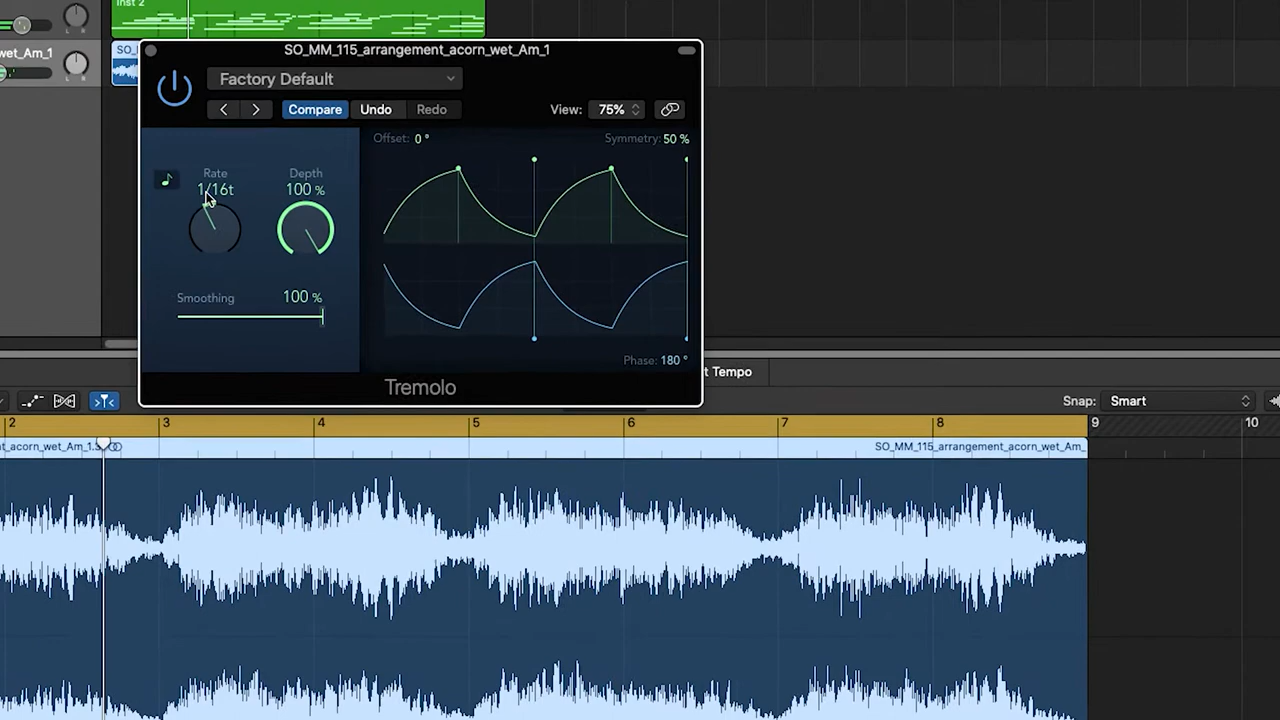 Inst 2
wet_Am_1
L R
SO_
L R
SO_MM_115_arrangement_acorn_wet_Am_1
Factory Default
Compare Undo Redo View: 75%
Offset: 0° Symmetry: 50 %
Rate Depth
1/16t 100 %
Smoothing 100 %
Phase: 180°
Tremolo
t Tempo
Snap: Smart
2 3 4 5 6 7 8 9 10
t_acorn_wet_Am_1.5
SO_MM_115_arrangement_acorn_wet_Am_